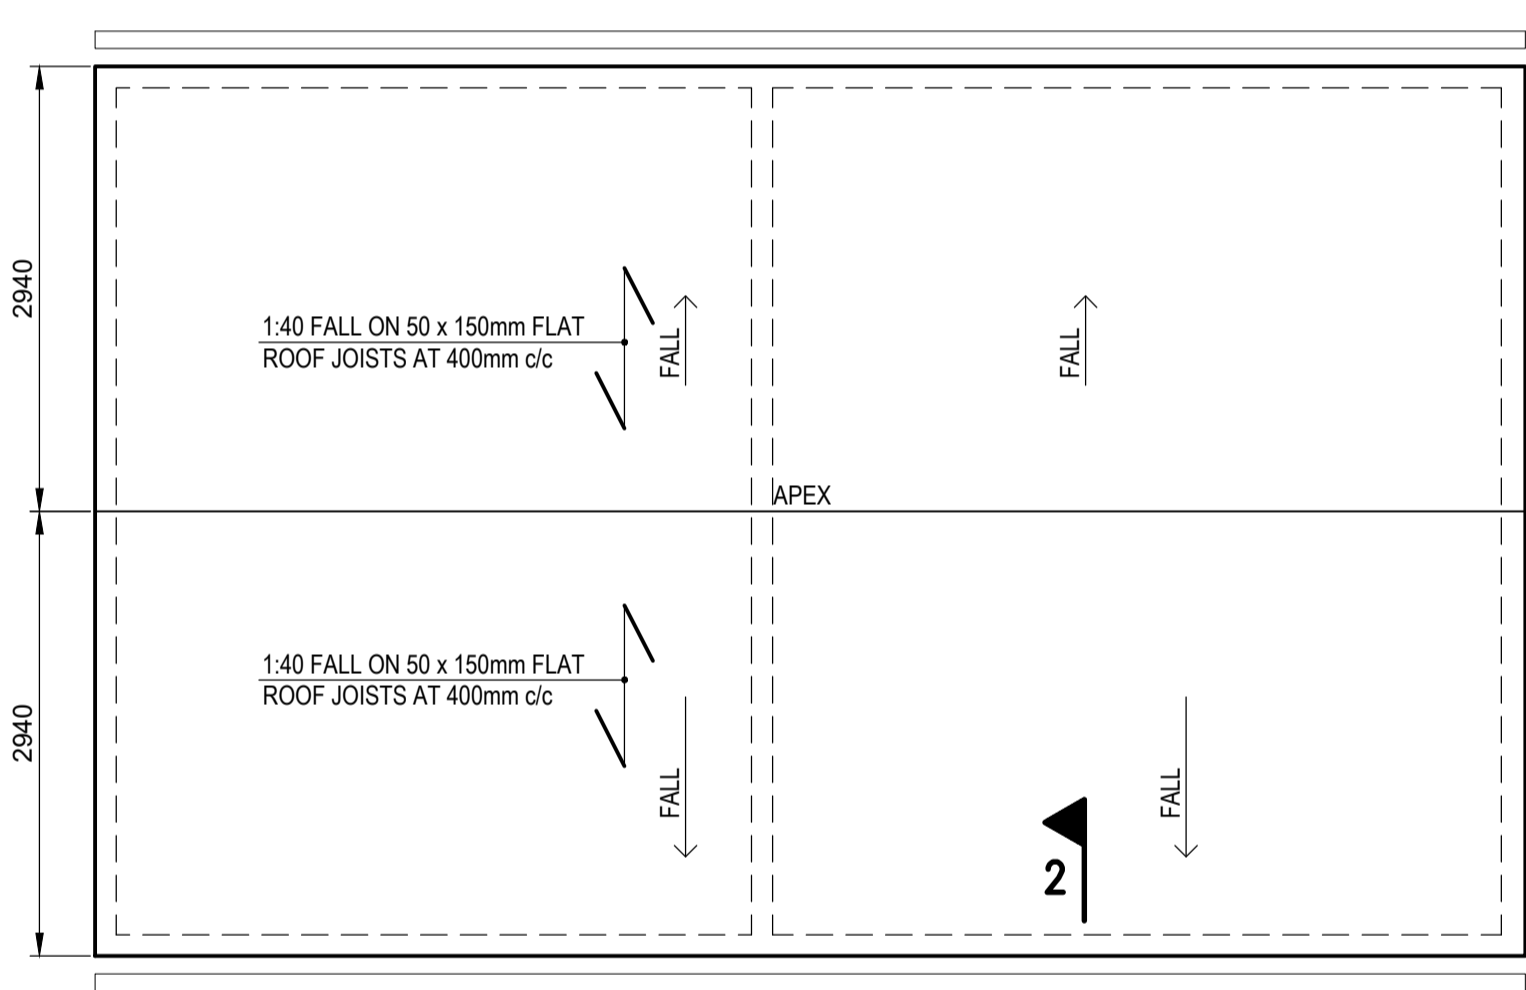 2940
1:40 FALL ON 50 x 150mm FLAT
ROOF JOISTS AT 400mm c/c
FALL
FALL
APEX
1:40 FALL ON 50 x 150mm FLAT
ROOF JOISTS AT 400mm c/c
2940
FALL
FALL
2